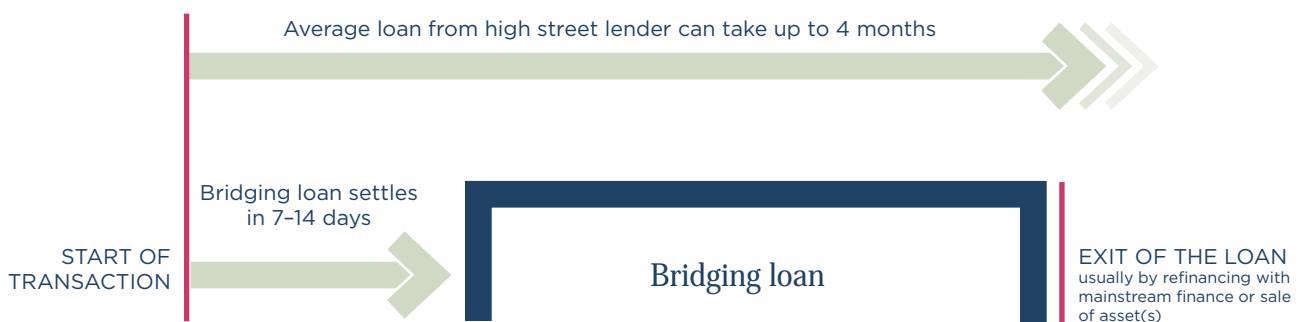 Average loan from high street lender can take up to 4 months
Bridging loan settles
in 7–14 days
START OF
TRANSACTION
Bridging loan
EXIT OF THE LOAN
usually by refinancing with
mainstream finance or sale
of asset(s)